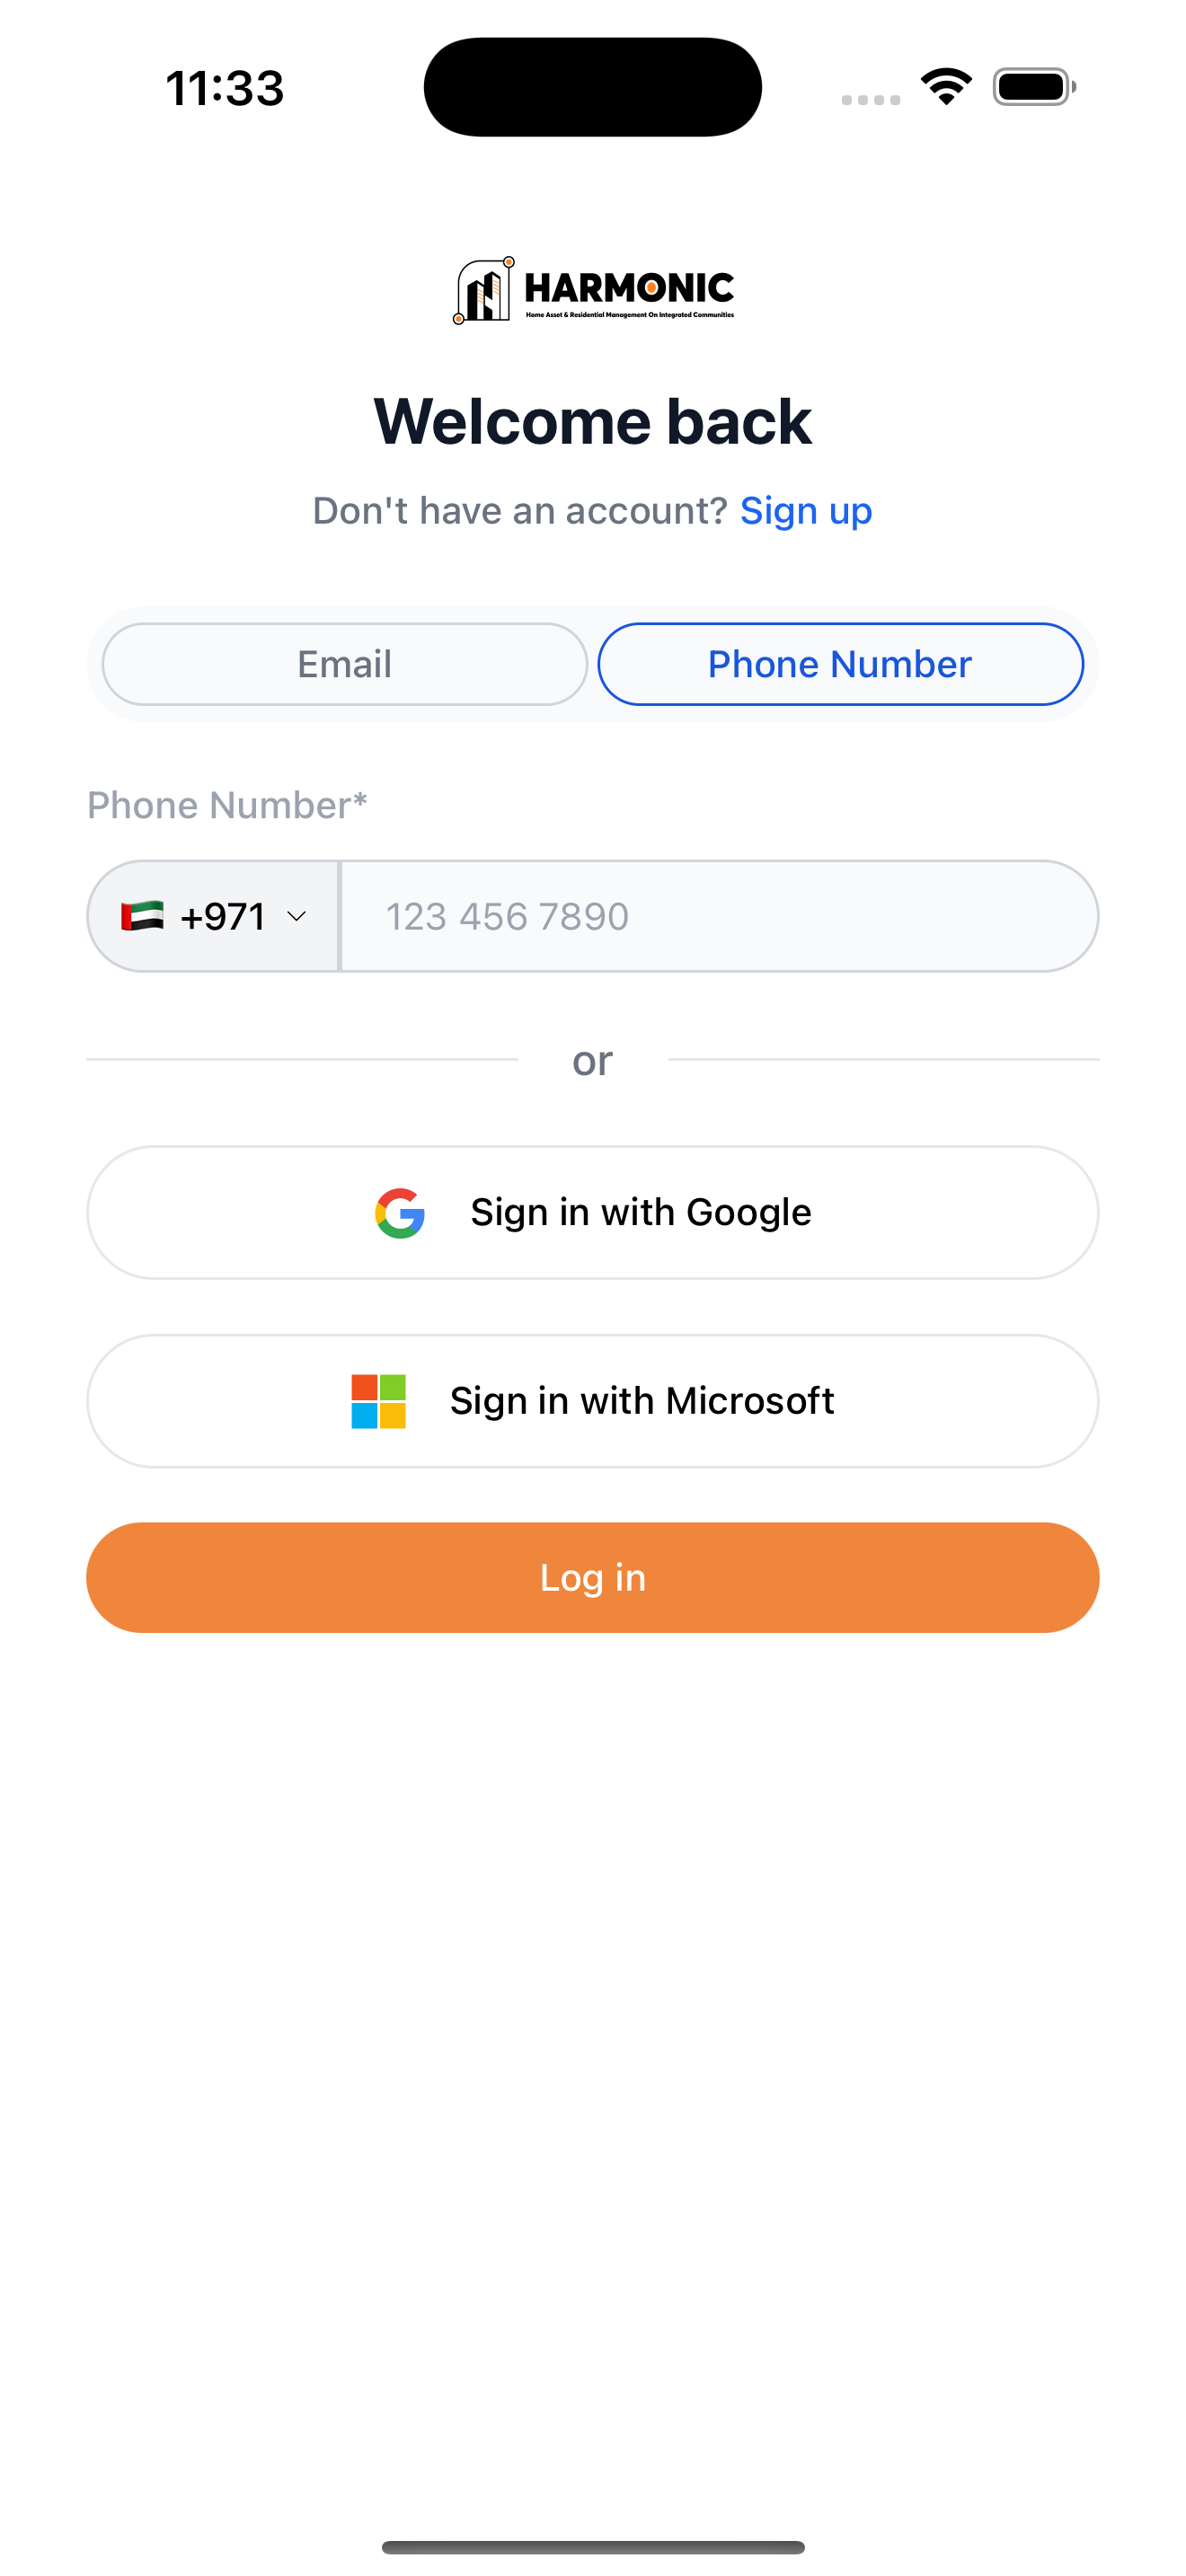 11:33
HARMONIC
Home Asset & Residential Management On Integrated Communities
Welcome back
Don't have an account? Sign up
Email
Phone Number
Phone Number*
+971
123 456 7890
or
Sign in with Google
Sign in with Microsoft
Log in